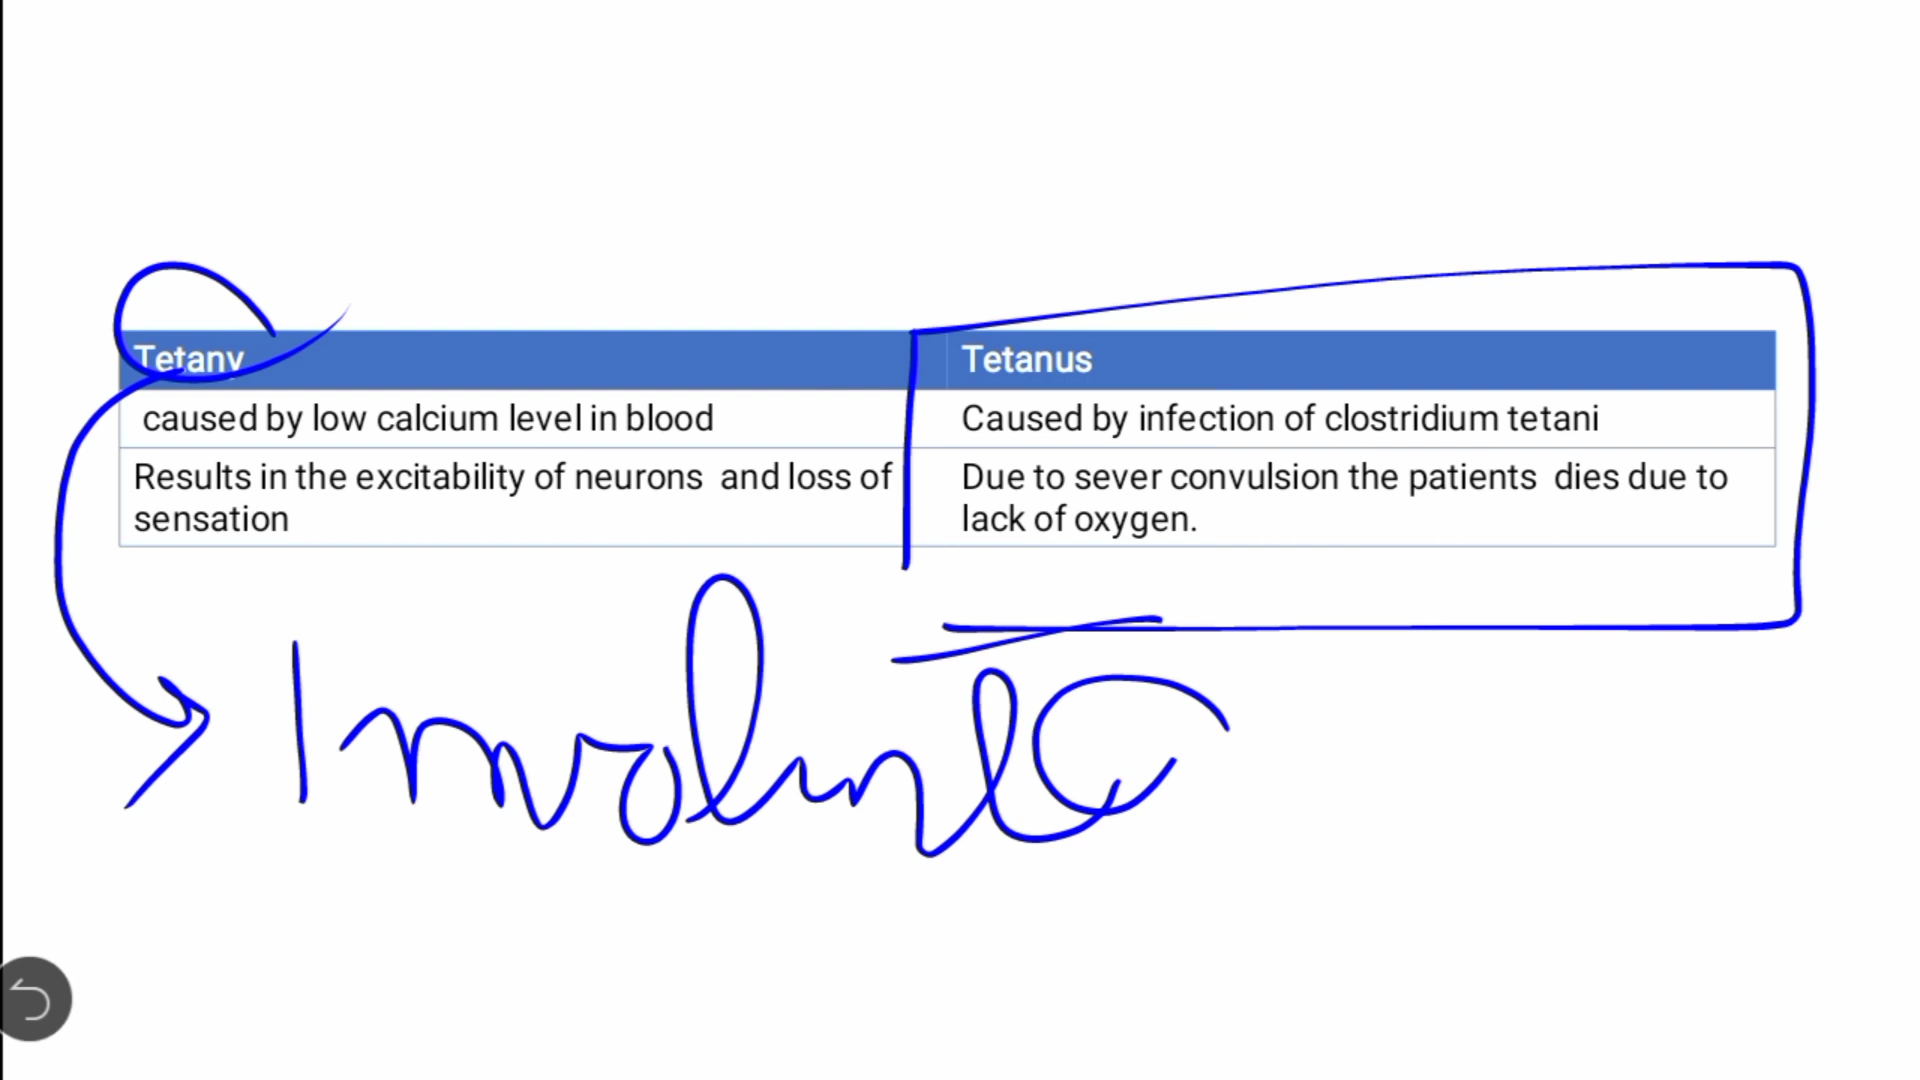 Tetany Tetanus
caused by low calcium level in blood Caused by infection of clostridium tetani
Results in the excitability of neurons and loss of Due to sever convulsion the patients dies due to
sensation lack of oxygen.